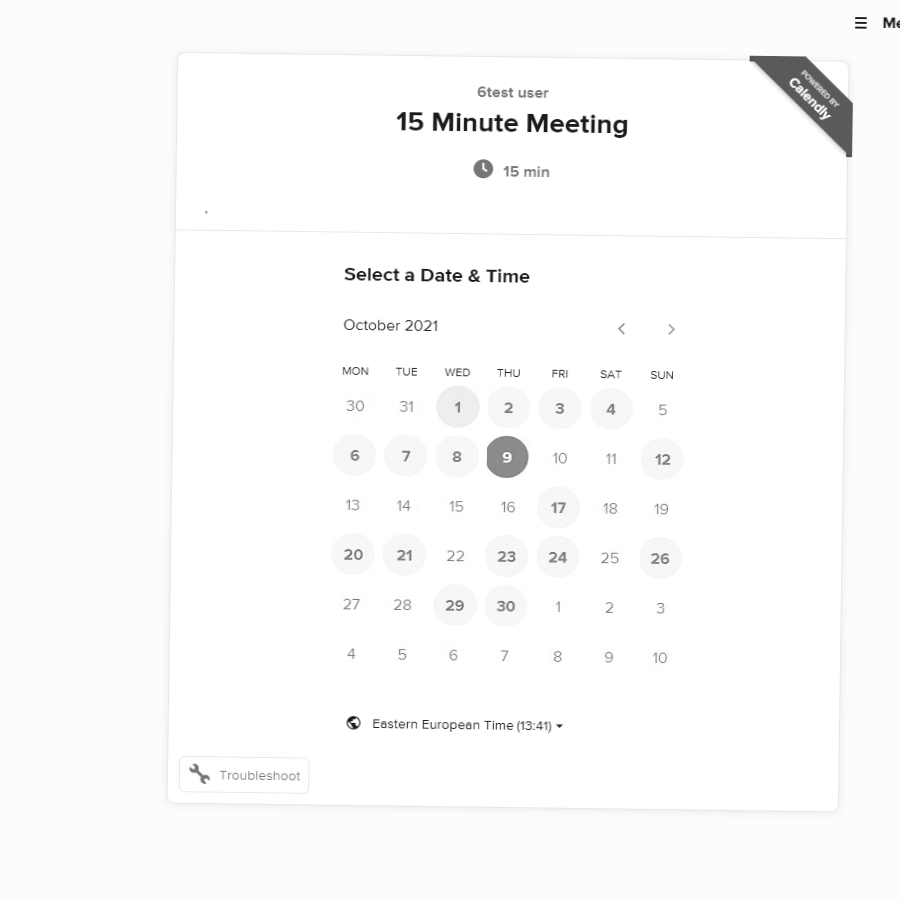 ☰ Me
POWERED BY
Calendly
6test user
15 Minute Meeting
15 min
.
Select a Date & Time
October 2021
MON TUE WED THU FRI SAT SUN
30 31 1 2 3 4 5
6 7 8 9 10 11 12
13 14 15 16 17 18 19
20 21 22 23 24 25 26
27 28 29 30 1 2 3
4 5 6 7 8 9 10
Eastern European Time (13:41)
Troubleshoot